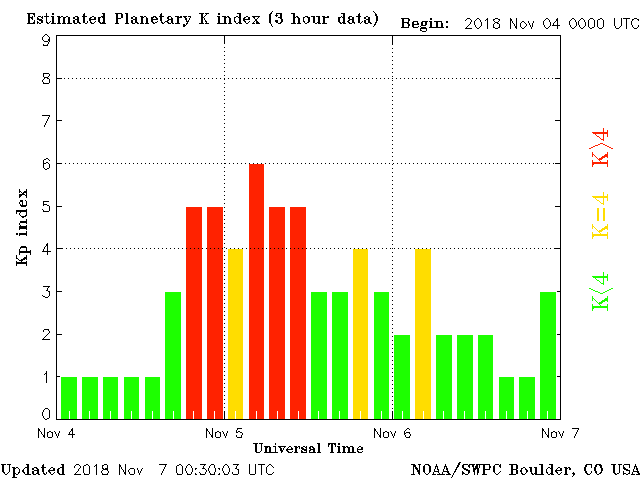 Estimated Planetary K index (3 hour data)
Begin: 2018 Nov 04 0000 UTC
9
8
7
6
5
4
3
2
1
0
Kp index
K>4
K=4
K<4
Nov 4
Nov 5
Nov 6
Nov 7
Universal Time
Updated 2018 Nov 7 00:30:03 UTC
NOAA/SWPC Boulder, CO USA